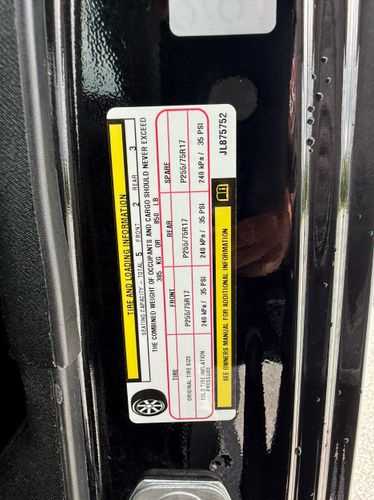 TIRE AND LOADING INFORMATION
SEATING CAPACITY - TOTAL 5 FRONT 2 REAR 3
THE COMBINED WEIGHT OF OCCUPANTS AND CARGO SHOULD NEVER EXCEED
385 KG OR 850 LB
TIRE FRONT REAR SPARE
ORIGINAL TIRE SIZE P255/75R17 P255/75R17 P255/75R17
COLD TIRE INFLATION PRESSURE 240 kPa / 35 PSI 240 kPa / 35 PSI 240 kPa / 35 PSI
SEE OWNERS MANUAL FOR ADDITIONAL INFORMATION
JL875752